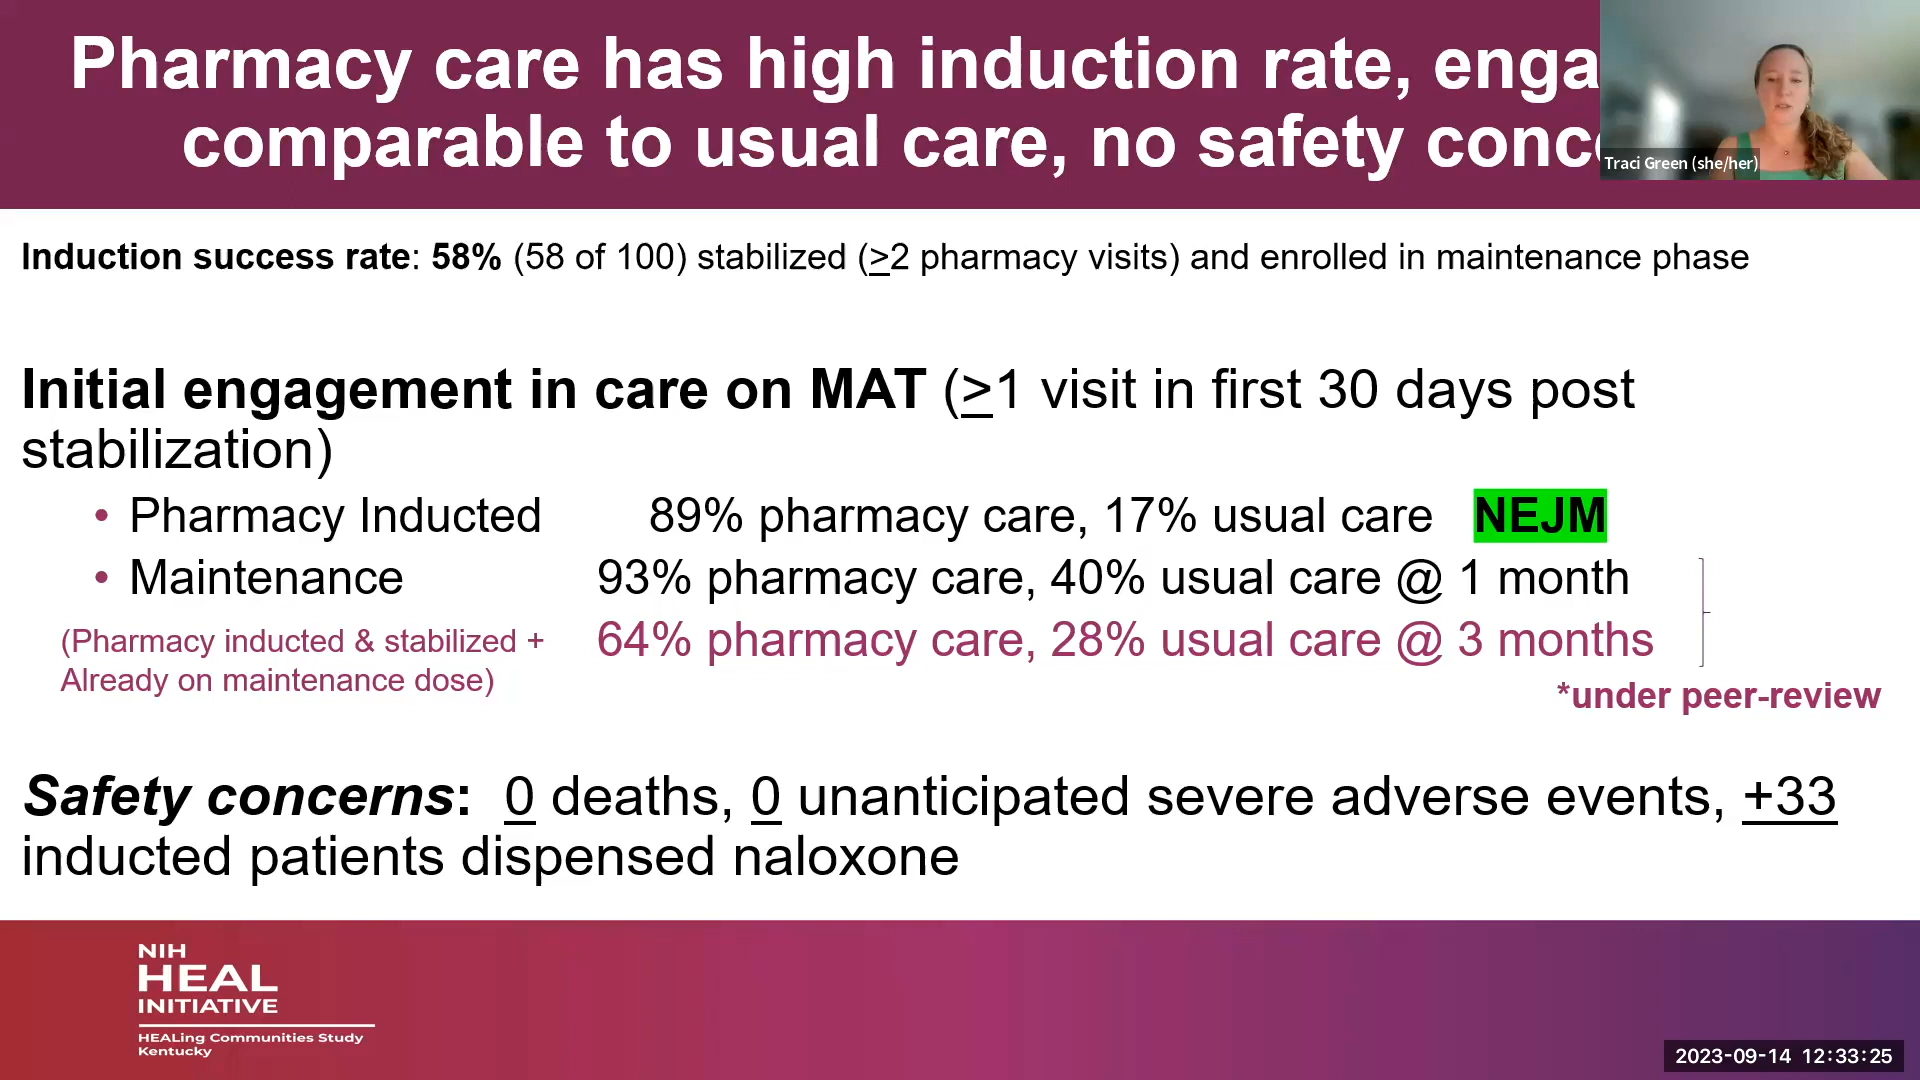 Pharmacy care has high induction rate, enga
comparable to usual care, no safety conc
Traci Green (she/her)
Induction success rate: 58% (58 of 100) stabilized (>2 pharmacy visits) and enrolled in maintenance phase
Initial engagement in care on MAT (>1 visit in first 30 days post
stabilization)
• Pharmacy Inducted 89% pharmacy care, 17% usual care NEJM
• Maintenance 93% pharmacy care, 40% usual care @ 1 month
(Pharmacy inducted & stabilized + 64% pharmacy care, 28% usual care @ 3 months
Already on maintenance dose)
*under peer-review
Safety concerns: 0 deaths, 0 unanticipated severe adverse events, +33
inducted patients dispensed naloxone
NIH
HEAL
INITIATIVE
HEALing Communities Study
Kentucky
2023-09-14 12:33:25